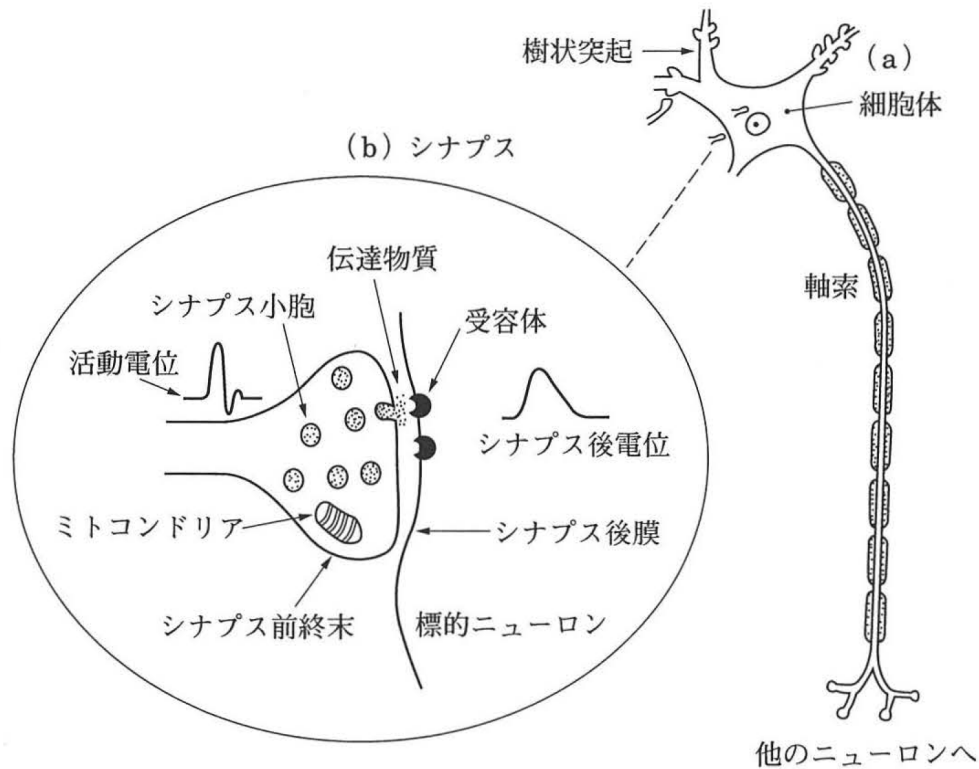 樹状突起
(a)
細胞体
(b) シナプス
伝達物質
シナプス小胞
軸索
受容体
活動電位
シナプス後電位
ミトコンドリア
シナプス後膜
シナプス前終末
標的ニューロン
他のニューロンへ